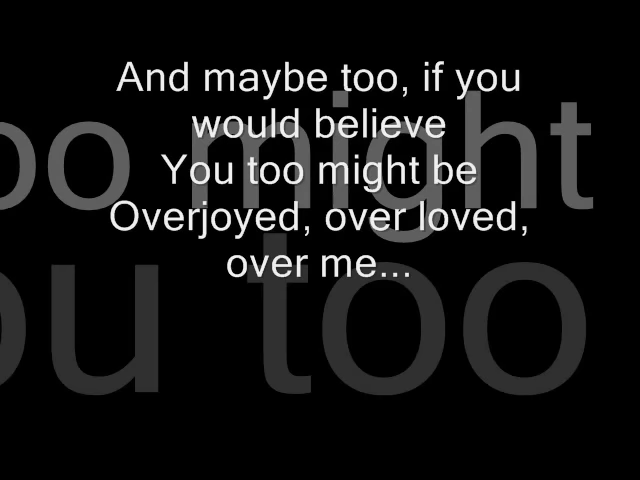 And maybe too, if you
would believe
You too might be
Overjoyed, over loved,
over me...
oo might
ou too